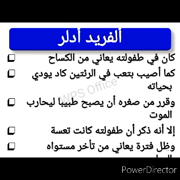 ألفريد أدلر
كان في طفولته يعاني من الكساح
كما أصيب بتعب في الرئتين كاد يودي
بحياته
وقرر من صغره أن يصبح طبيبا ليحارب
الموت
إلا أنه ذكر أن طفولته كانت تعسة
وظل فترة يعاني من تأخر مستواه
WPS Office
PowerDirector